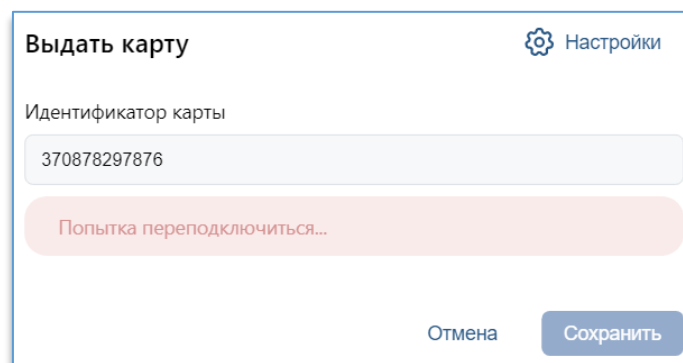 Выдать карту
Настройки
Идентификатор карты
370878297876
Попытка переподключиться...
Отмена
Сохранить